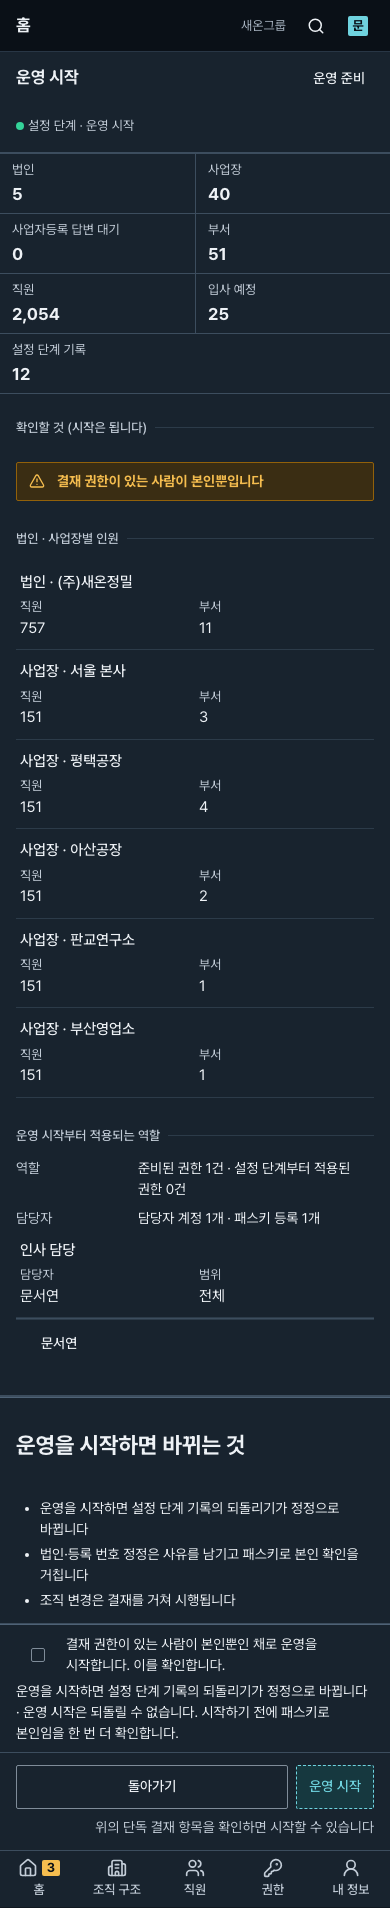 홈
새온그룹
문
운영 시작
운영 준비
설정 단계 · 운영 시작
법인
5
사업장
40
사업자등록 답변 대기
0
부서
51
직원
2,054
입사 예정
25
설정 단계 기록
12
확인할 것 (시작은 됩니다)
결재 권한이 있는 사람이 본인뿐입니다
법인 · 사업장별 인원
법인 · (주)새온정밀
직원
757
부서
11
사업장 · 서울 본사
직원
151
부서
3
사업장 · 평택공장
직원
151
부서
4
사업장 · 아산공장
직원
151
부서
2
사업장 · 판교연구소
직원
151
부서
1
사업장 · 부산영업소
직원
151
부서
1
운영 시작부터 적용되는 역할
역할
준비된 권한 1건 · 설정 단계부터 적용된
권한 0건
담당자
담당자 계정 1개 · 패스키 등록 1개
인사 담당
담당자
문서연
범위
전체
문서연
운영을 시작하면 바뀌는 것
• 운영을 시작하면 설정 단계 기록의 되돌리기가 정정으로
바뀝니다
• 법인·등록 번호 정정은 사유를 남기고 패스키로 본인 확인을
거칩니다
• 조직 변경은 결재를 거쳐 시행됩니다
결재 권한이 있는 사람이 본인뿐인 채로 운영을
시작합니다. 이를 확인합니다.
운영을 시작하면 설정 단계 기록의 되돌리기가 정정으로 바뀝니다
· 운영 시작은 되돌릴 수 없습니다. 시작하기 전에 패스키로
본인임을 한 번 더 확인합니다.
돌아가기
운영 시작
위의 단독 결재 항목을 확인하면 시작할 수 있습니다
3
홈
조직 구조
직원
권한
내 정보